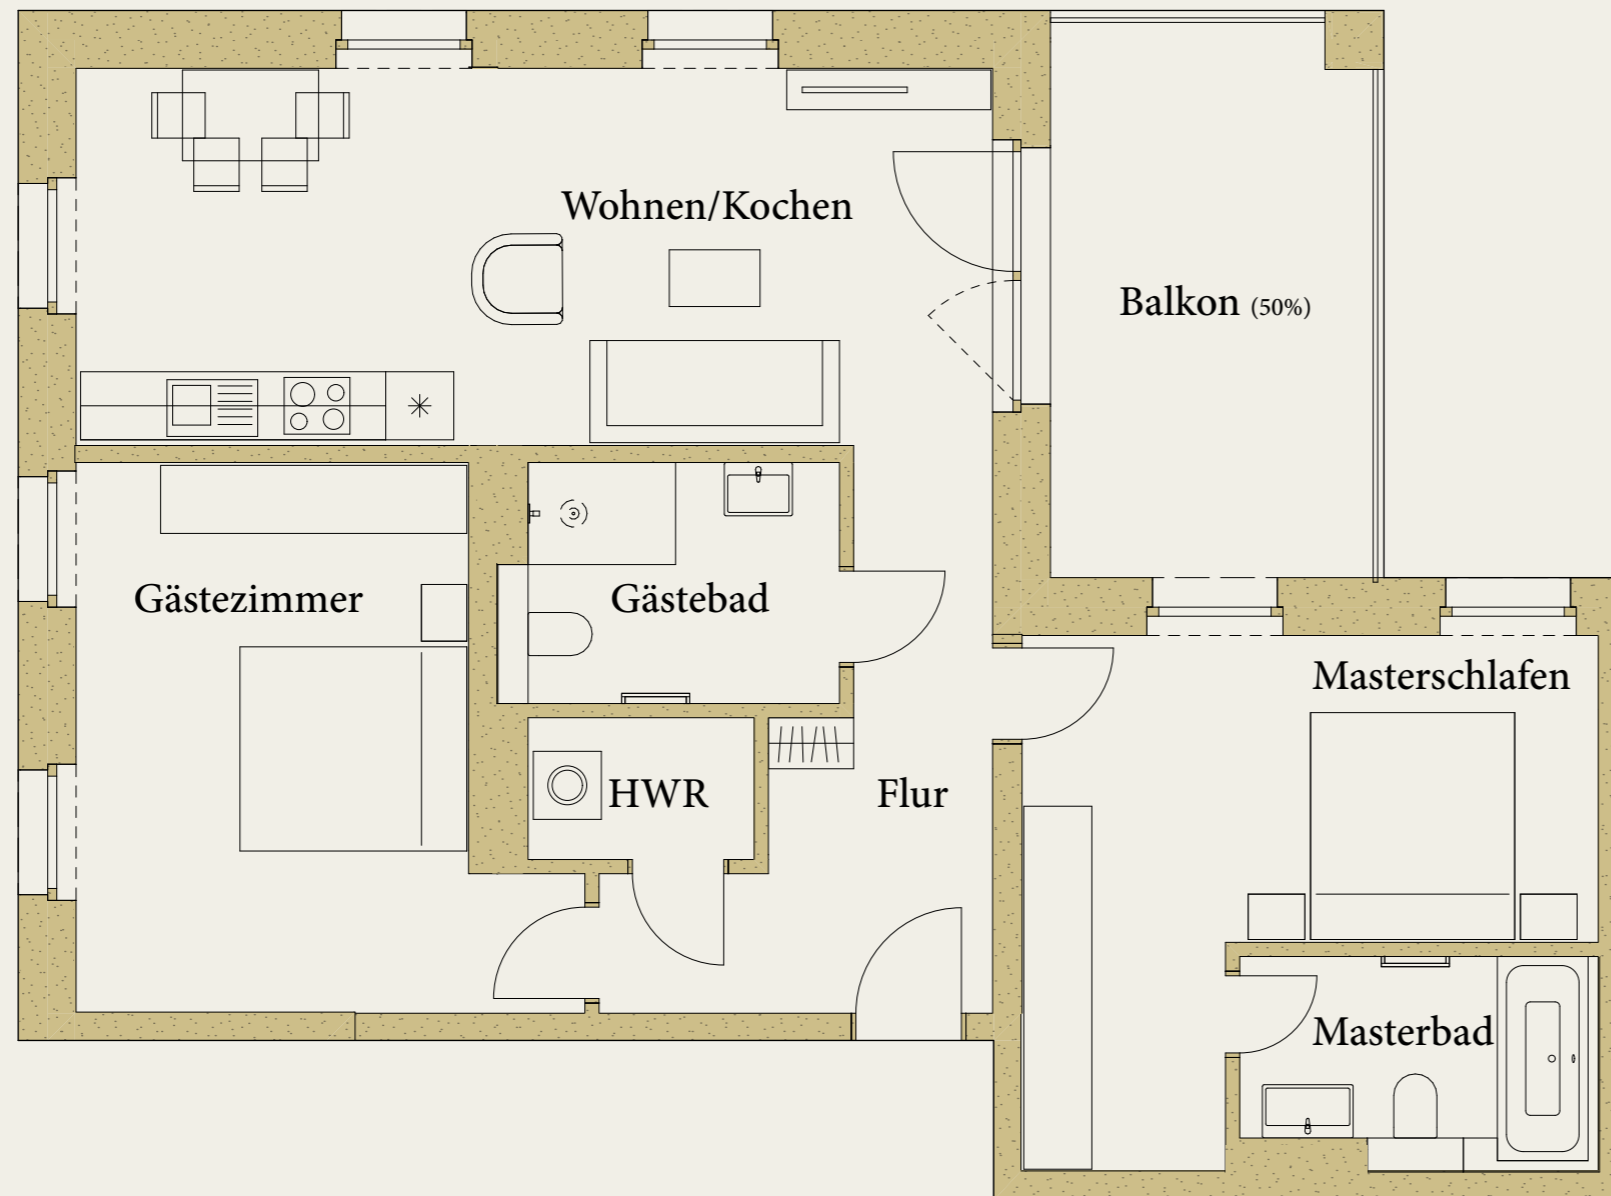 Wohnen/Kochen
Balkon (50%)
Gästezimmer
Gästebad
Masterschlafen
HWR
Flur
Masterbad